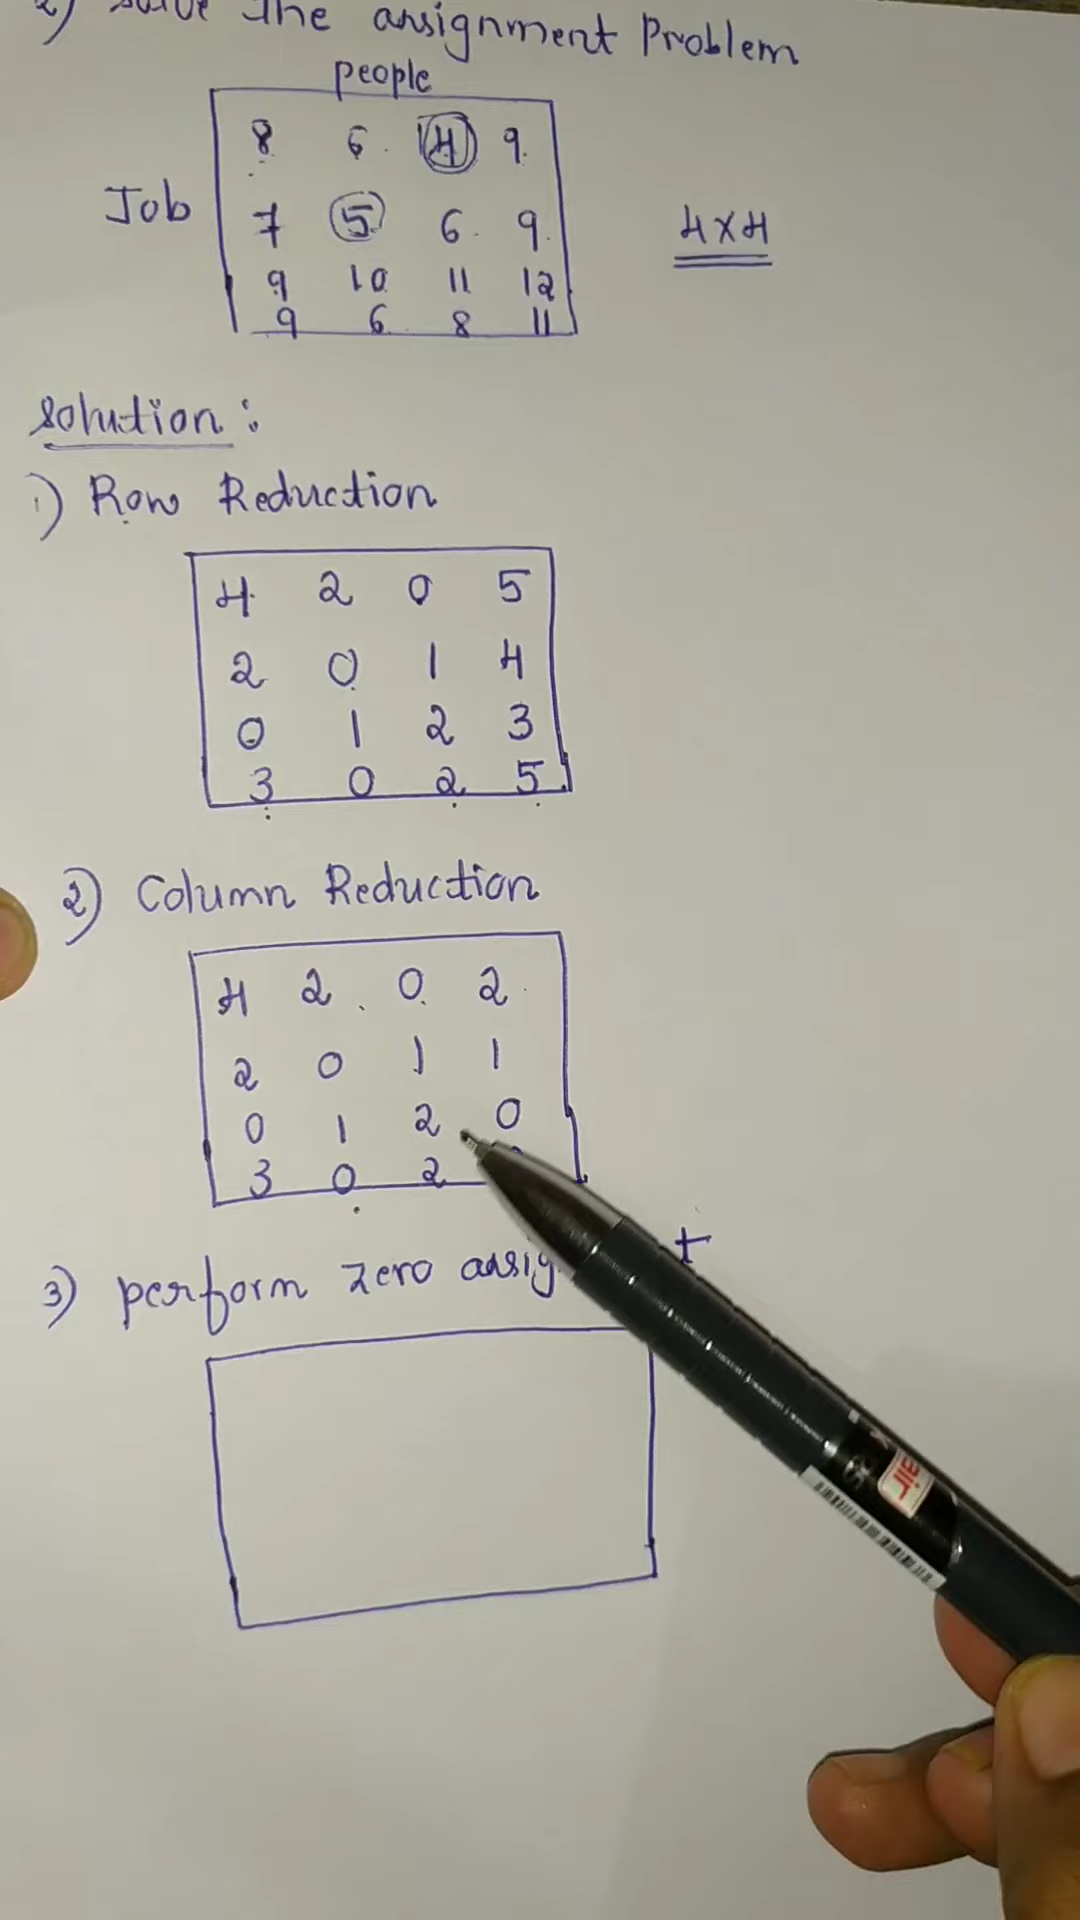 the assignment Problem
people
8 6 4 9
Job
7 5 6 9
4x4
9 10 11 12
9 6 8 11
Solution :
1) Row Reduction
4 2 0 5
2 0 1 4
0 1 2 3
3 0 2 5
2) Column Reduction
4 2 0 2
2 0 1 1
0 1 2 0
3 0 2
3) perform zero